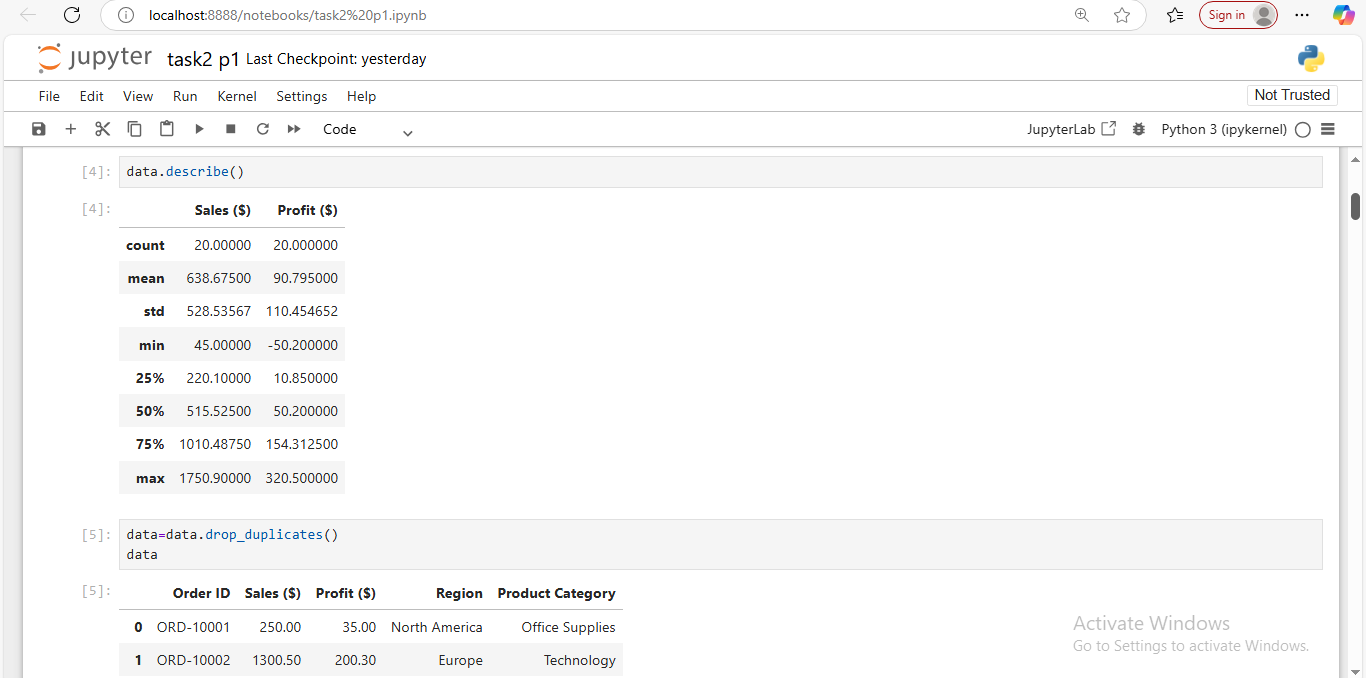 localhost:8888/notebooks/task2%20p1.ipynb
Sign in
jupyter task2 p1 Last Checkpoint: yesterday
File Edit View Run Kernel Settings Help
Not Trusted
Code
JupyterLab
Python 3 (ipykernel)
[4]: data.describe()
[4]: Sales ($) Profit ($)
count 20.00000 20.000000
mean 638.67500 90.795000
std 528.53567 110.454652
min 45.00000 -50.200000
25% 220.10000 10.850000
50% 515.52500 50.200000
75% 1010.48750 154.312500
max 1750.90000 320.500000
[5]: data=data.drop_duplicates()
data
[5]: Order ID Sales ($) Profit ($) Region Product Category
0 ORD-10001 250.00 35.00 North America Office Supplies
1 ORD-10002 1300.50 200.30 Europe Technology
Activate Windows
Go to Settings to activate Windows.